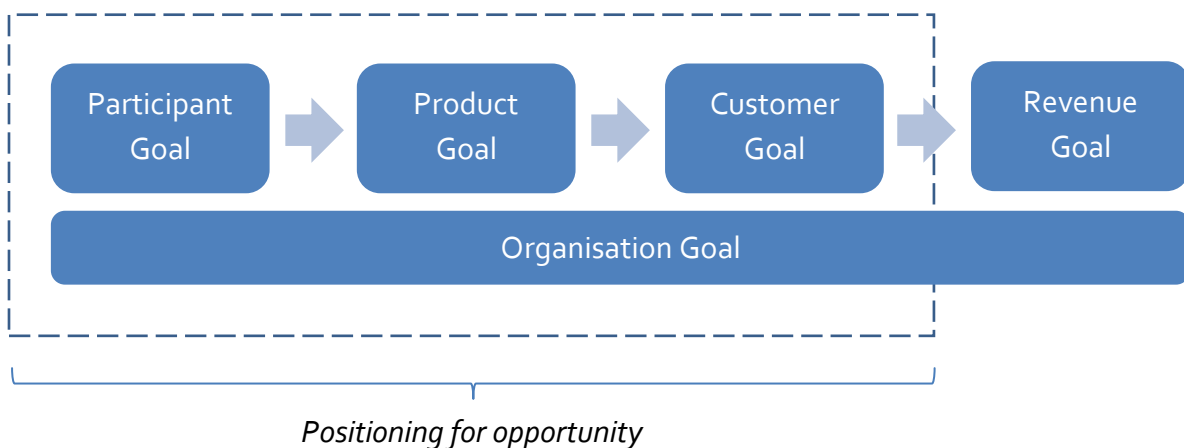 Participant
Goal
Product
Goal
Customer
Goal
Revenue
Goal
Organisation Goal
Positioning for opportunity